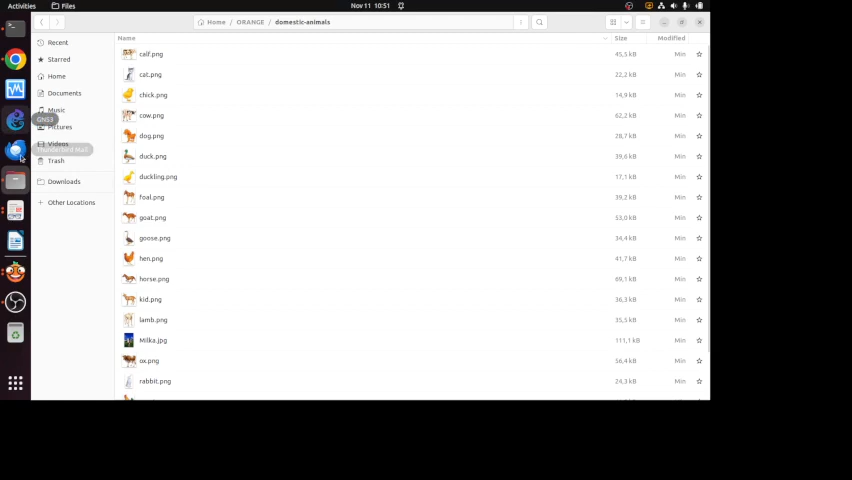 Activities Files Nov 11 10:51
Home / ORANGE / domestic-animals
Recent
Starred
Home
Documents
Music
Pictures
Videos
Trash
Downloads
+ Other Locations
GNS3
Thunderbird Mail
Name Size Modified
calf.png 45,5 kB Min
cat.png 22,2 kB Min
chick.png 14,9 kB Min
cow.png 62,2 kB Min
dog.png 28,7 kB Min
duck.png 39,6 kB Min
duckling.png 17,1 kB Min
foal.png 39,2 kB Min
goat.png 53,0 kB Min
goose.png 34,4 kB Min
hen.png 41,7 kB Min
horse.png 69,1 kB Min
kid.png 36,3 kB Min
lamb.png 35,5 kB Min
Milka.jpg 111,1 kB Min
ox.png 56,4 kB Min
rabbit.png 24,3 kB Min